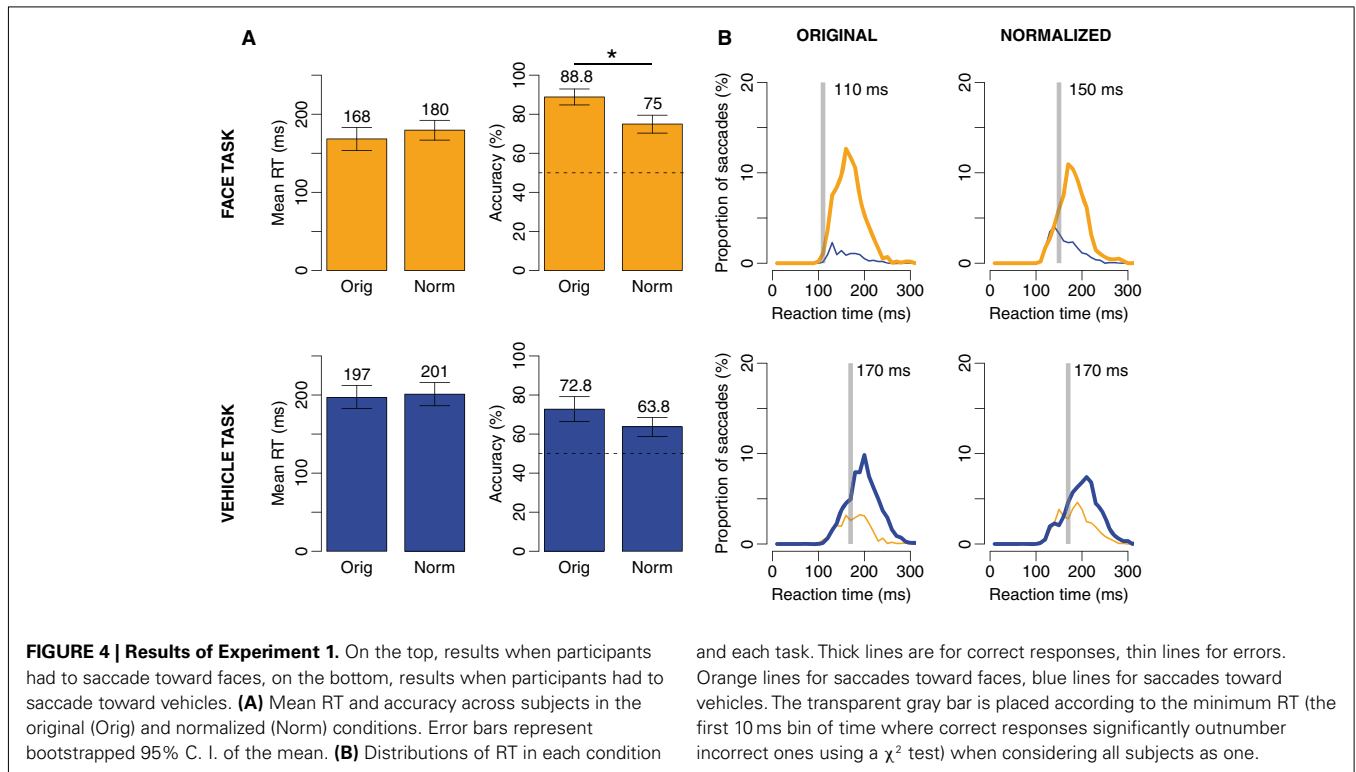 A
B
ORIGINAL
NORMALIZED
FACE TASK
Mean RT (ms)
0
100
200
168
180
Orig
Norm
Accuracy (%)
0
20
40
60
80
100
88.8
*
75
Orig
Norm
Proportion of saccades (%)
0
10
20
110 ms
0
100
200
300
Reaction time (ms)
0
10
20
150 ms
0
100
200
300
Reaction time (ms)
VEHICLE TASK
Mean RT (ms)
0
100
200
197
201
Orig
Norm
Accuracy (%)
0
20
40
60
80
100
72.8
63.8
Orig
Norm
Proportion of saccades (%)
0
10
20
170 ms
0
100
200
300
Reaction time (ms)
0
10
20
170 ms
0
100
200
300
Reaction time (ms)
FIGURE 4 | Results of Experiment 1. On the top, results when participants
had to saccade toward faces, on the bottom, results when participants had to
saccade toward vehicles. (A) Mean RT and accuracy across subjects in the
original (Orig) and normalized (Norm) conditions. Error bars represent
bootstrapped 95% C. I. of the mean. (B) Distributions of RT in each condition
and each task. Thick lines are for correct responses, thin lines for errors.
Orange lines for saccades toward faces, blue lines for saccades toward
vehicles. The transparent gray bar is placed according to the minimum RT (the
first 10 ms bin of time where correct responses significantly outnumber
incorrect ones using a χ² test) when considering all subjects as one.